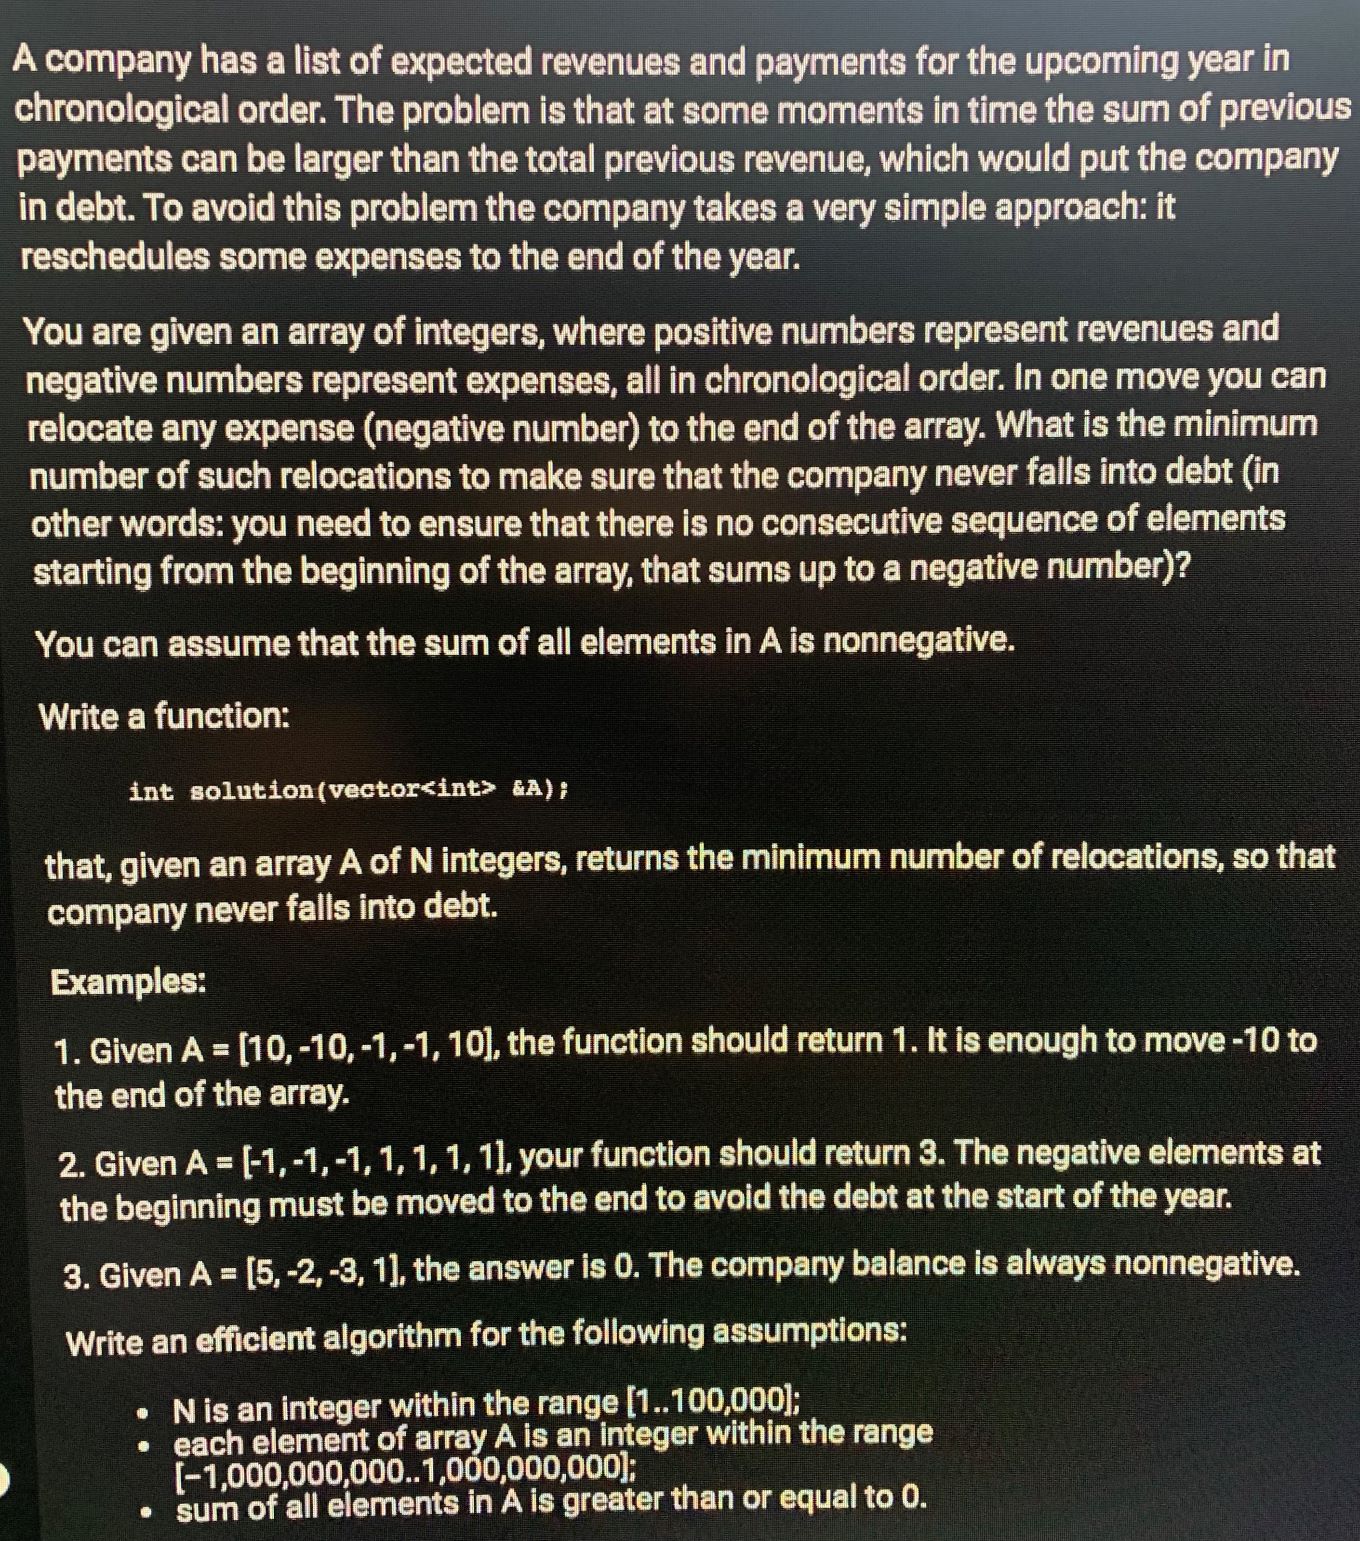 A company has a list of expected revenues and payments for the upcoming year in
chronological order. The problem is that at some moments in time the sum of previous
payments can be larger than the total previous revenue, which would put the company
in debt. To avoid this problem the company takes a very simple approach: it
reschedules some expenses to the end of the year.
You are given an array of integers, where positive numbers represent revenues and
negative numbers represent expenses, all in chronological order. In one move you can
relocate any expense (negative number) to the end of the array. What is the minimum
number of such relocations to make sure that the company never falls into debt (in
other words: you need to ensure that there is no consecutive sequence of elements
starting from the beginning of the array, that sums up to a negative number)?
You can assume that the sum of all elements in A is nonnegative.
Write a function:
int solution(vector<int> &A);
that, given an array A of N integers, returns the minimum number of relocations, so that
company never falls into debt.
Examples:
1. Given A = [10, -10, -1, -1, 10], the function should return 1. It is enough to move -10 to
the end of the array.
2. Given A = [-1, -1, -1, 1, 1, 1, 1], your function should return 3. The negative elements at
the beginning must be moved to the end to avoid the debt at the start of the year.
3. Given A = [5, -2, -3, 1], the answer is 0. The company balance is always nonnegative.
Write an efficient algorithm for the following assumptions:
• N is an integer within the range [1..100,000];
• each element of array A is an integer within the range
[−1,000,000,000..1,000,000,000];
• sum of all elements in A is greater than or equal to 0.